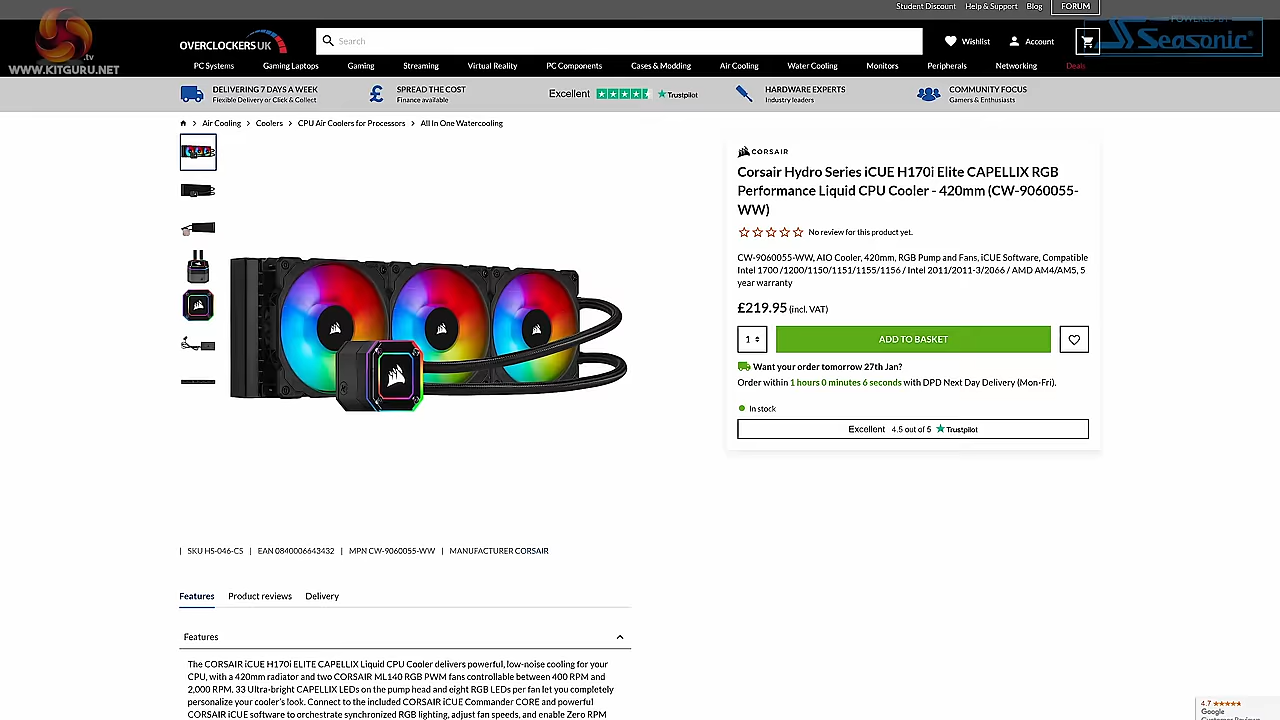 Student Discount Help & Support Blog FORUM
POWERED BY
Seasonic
.tv
WWW.KITGURU.NET
OVERCLOCKERS UK
Search
Wishlist Account
PC Systems Gaming Laptops Gaming Streaming Virtual Reality PC Components Cases & Modding Air Cooling Water Cooling Monitors Peripherals Networking Deals
DELIVERING 7 DAYS A WEEK
Flexible Delivery or Click & Collect
SPREAD THE COST
Finance available
Excellent Trustpilot
HARDWARE EXPERTS
Industry leaders
COMMUNITY FOCUS
Gamers & Enthusiasts
Air Cooling > Coolers > CPU Air Coolers for Processors > All In One Watercooling
CORSAIR
Corsair Hydro Series iCUE H170i Elite CAPELLIX RGB
Performance Liquid CPU Cooler - 420mm (CW-9060055-
WW)
No review for this product yet.
CW-9060055-WW, AIO Cooler, 420mm, RGB Pump and Fans, iCUE Software, Compatible
Intel 1700 /1200/1150/1151/1155/1156 / Intel 2011/2011-3/2066 / AMD AM4/AM5, 5
year warranty
£219.95 (incl. VAT)
1 ADD TO BASKET
Want your order tomorrow 27th Jan?
Order within 1 hours 0 minutes 6 seconds with DPD Next Day Delivery (Mon-Fri).
In stock
Excellent 4.5 out of 5 Trustpilot
| SKU HS-046-CS | EAN 0840006643432 | MPN CW-9060055-WW | MANUFACTURER CORSAIR
Features Product reviews Delivery
Features
The CORSAIR iCUE H170i ELITE CAPELLIX Liquid CPU Cooler delivers powerful, low-noise cooling for your
CPU, with a 420mm radiator and two CORSAIR ML140 RGB PWM fans controllable between 400 RPM and
2,000 RPM. 33 Ultra-bright CAPELLIX LEDs on the pump head and eight RGB LEDs per fan let you completely
personalize your cooler's look. Connect to the included CORSAIR iCUE Commander CORE and powerful
CORSAIR iCUE software to orchestrate synchronized RGB lighting, adjust fan speeds, and enable Zero RPM
4.7
Google
Customer Reviews